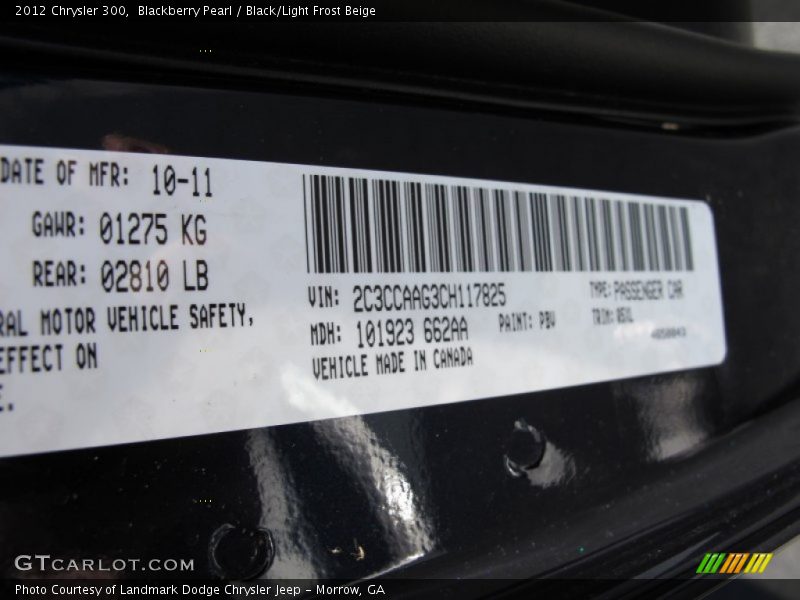 2012 Chrysler 300,  Blackberry Pearl / Black/Light Frost Beige
DATE OF MFR: 10-11
GAWR: 01275 KG
REAR: 02810 LB
RAL MOTOR VEHICLE SAFETY,
EFFECT ON
E.
VIN: 2C3CCAAG3CH117825
TYPE: PASSENGER CAR
MDH: 101923 662AA
PAINT: PBV
TRIM:
VEHICLE MADE IN CANADA
GTCARLOT.COM
Photo Courtesy of Landmark Dodge Chrysler Jeep – Morrow, GA